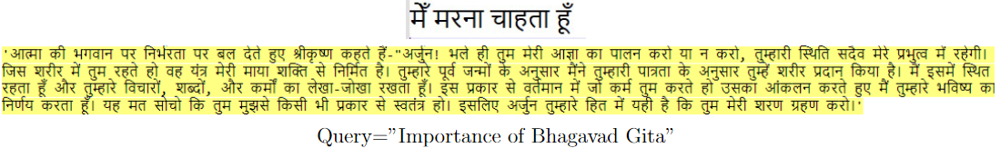 मेँ मरना चाहता हूँ
'आत्मा की भगवान पर निर्भरता पर बल देते हुए श्रीकृष्ण कहते हैं-"अर्जुन! भले ही तुम मेरी आज्ञा का पालन करो या न करो, तुम्हारी स्थिति सदैव मेरे प्रभुत्व में रहेगी।
जिस शरीर में तुम रहते हो वह यंत्र मेरी माया शक्ति से निर्मित है। तुम्हारे पूर्व जन्मों के अनुसार मैंने तुम्हारी पात्रता के अनुसार तुम्हें शरीर प्रदान किया है। मैं इसमें स्थित
रहता हूँ और तुम्हारे विचारों, शब्दों, और कर्मों का लेखा-जोखा रखता हूँ। इस प्रकार से वर्तमान में जो कर्म तुम करते हो उसका आंकलन करते हुए मैं तुम्हारे भविष्य का
निर्णय करता हूँ। यह मत सोचो कि तुम मुझसे किसी भी प्रकार से स्वतंत्र हो। इसलिए अर्जुन तुम्हारे हित में यही है कि तुम मेरी शरण ग्रहण करो।'
Query="Importance of Bhagavad Gita"